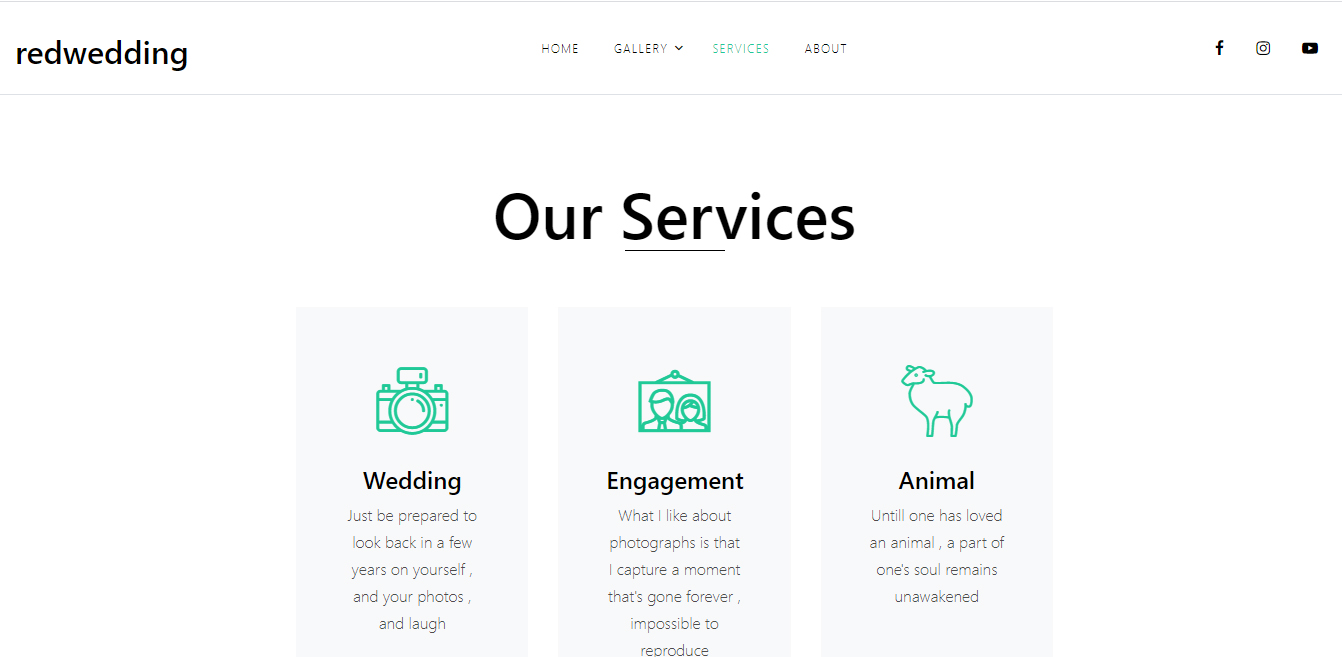 redwedding
HOME GALLERY SERVICES ABOUT
Our Services
Wedding
Just be prepared to
look back in a few
years on yourself ,
and your photos ,
and laugh
Engagement
What I like about
photographs is that
I capture a moment
that's gone forever ,
impossible to
reproduce
Animal
Untill one has loved
an animal , a part of
one's soul remains
unawakened